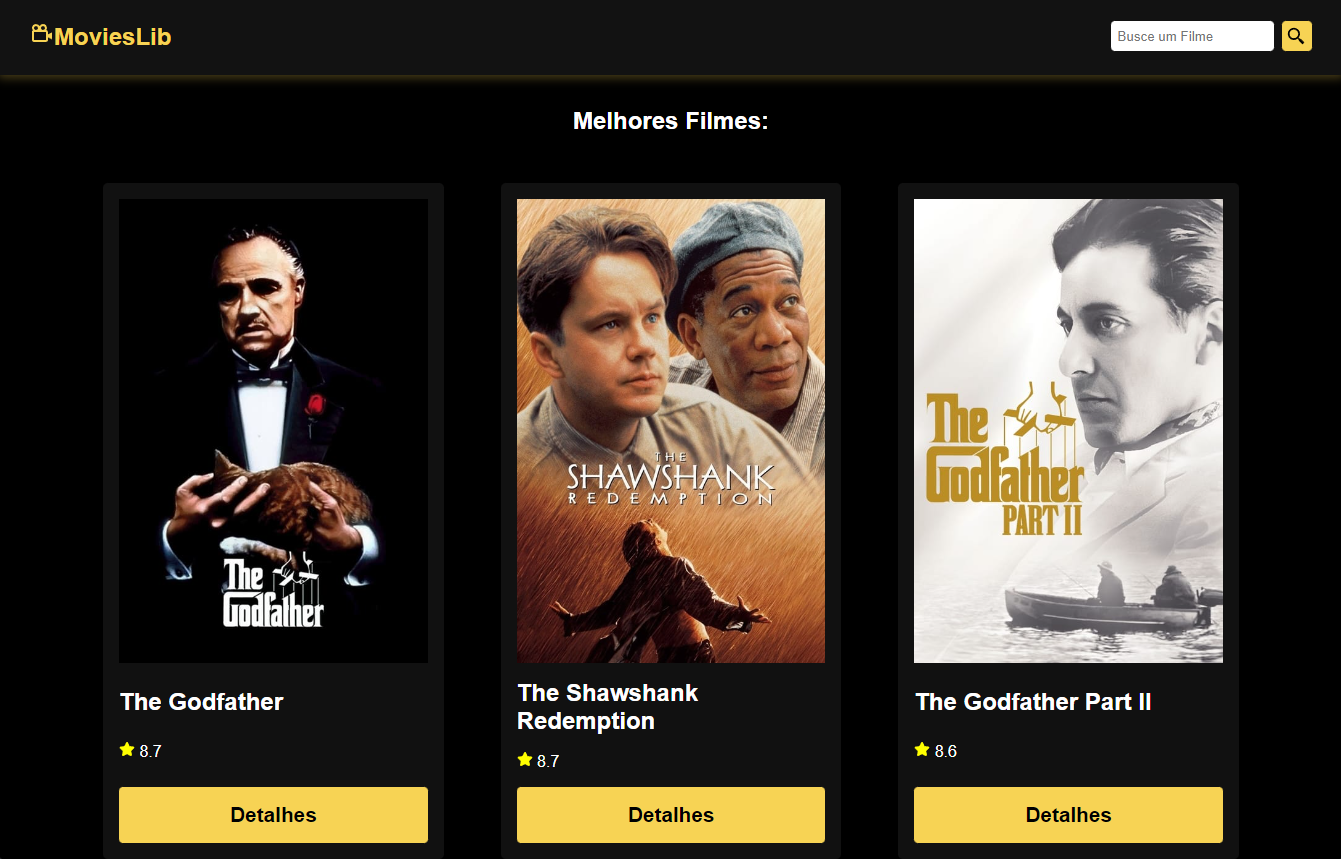 MoviesLib
Busce um Filme
Melhores Filmes:
The
Godfather
THE
SHAWSHANK
REDEMPTION
The
Godfather
PART II
The Godfather
The Shawshank
Redemption
The Godfather Part II
8.7
8.7
8.6
Detalhes
Detalhes
Detalhes